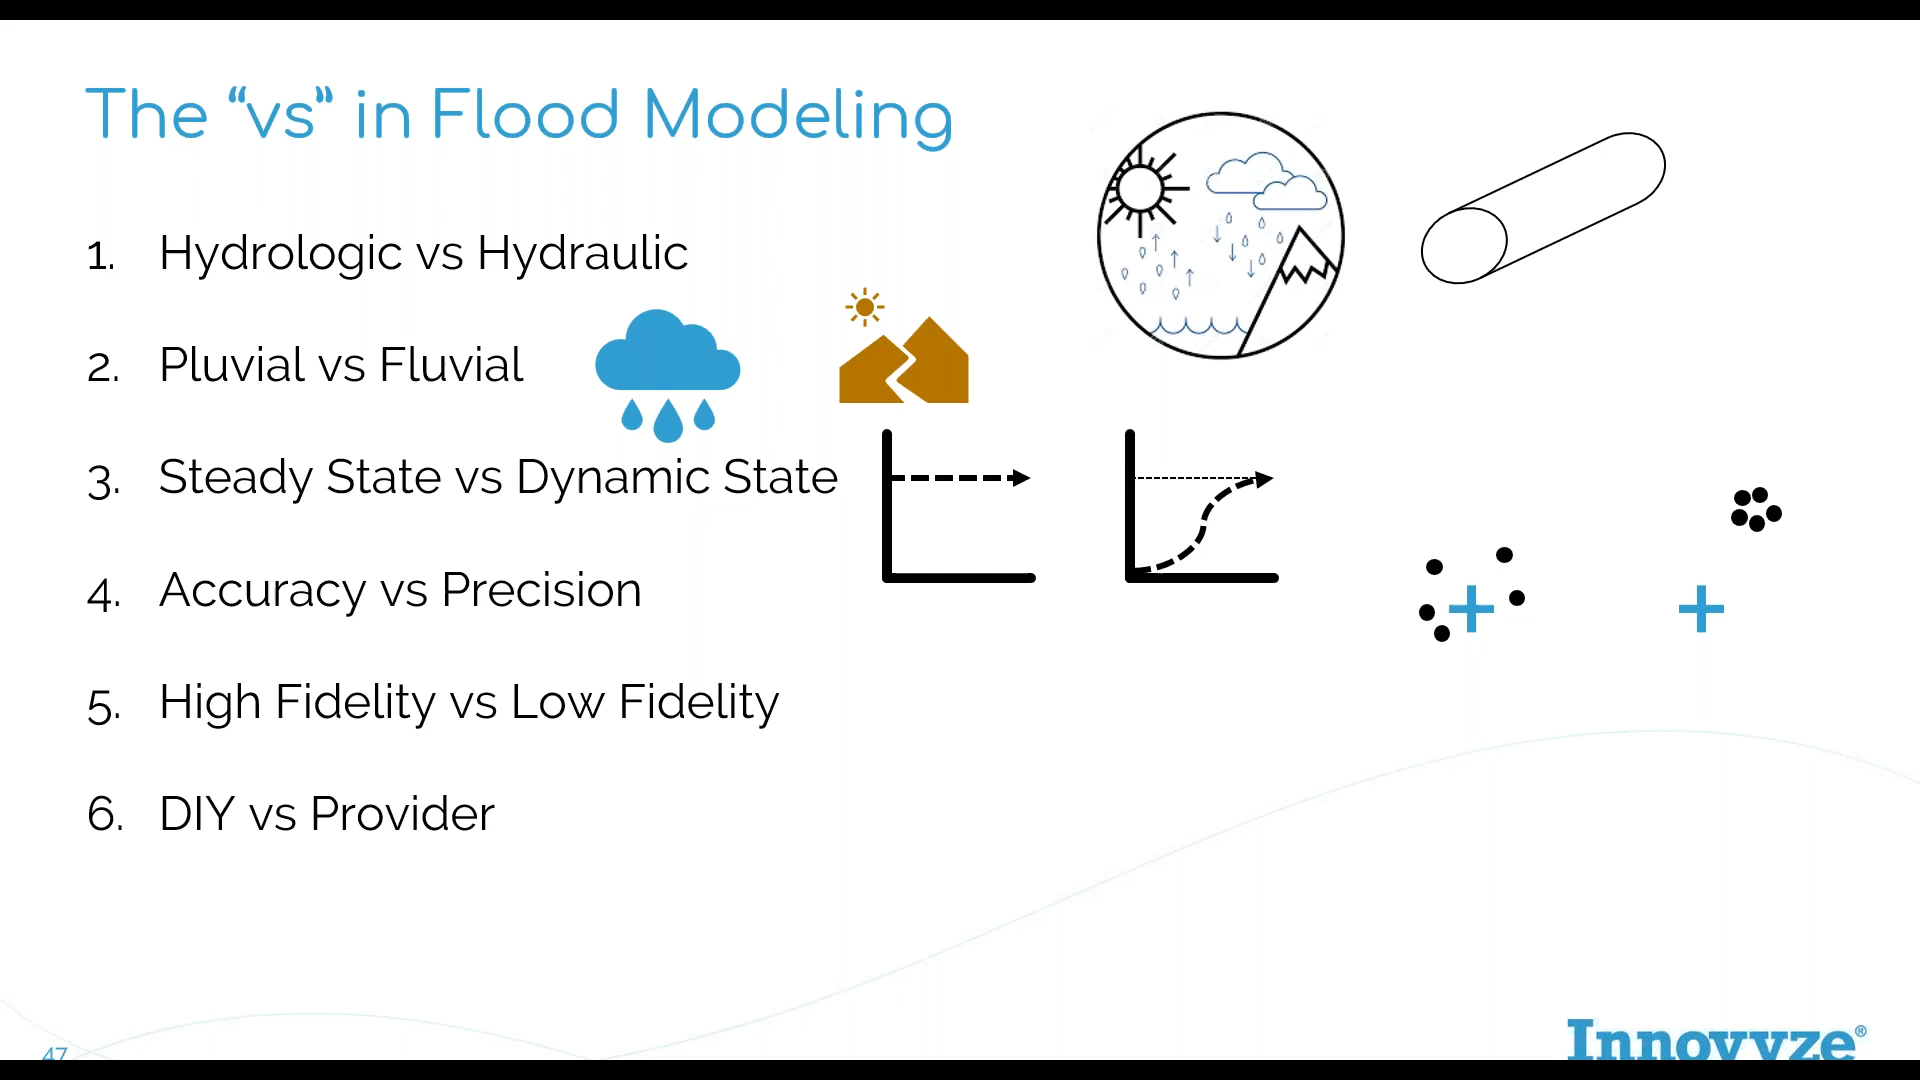 The “vs” in Flood Modeling
1. Hydrologic vs Hydraulic
2. Pluvial vs Fluvial
3. Steady State vs Dynamic State
4. Accuracy vs Precision
5. High Fidelity vs Low Fidelity
6. DIY vs Provider
47
Innovyze®